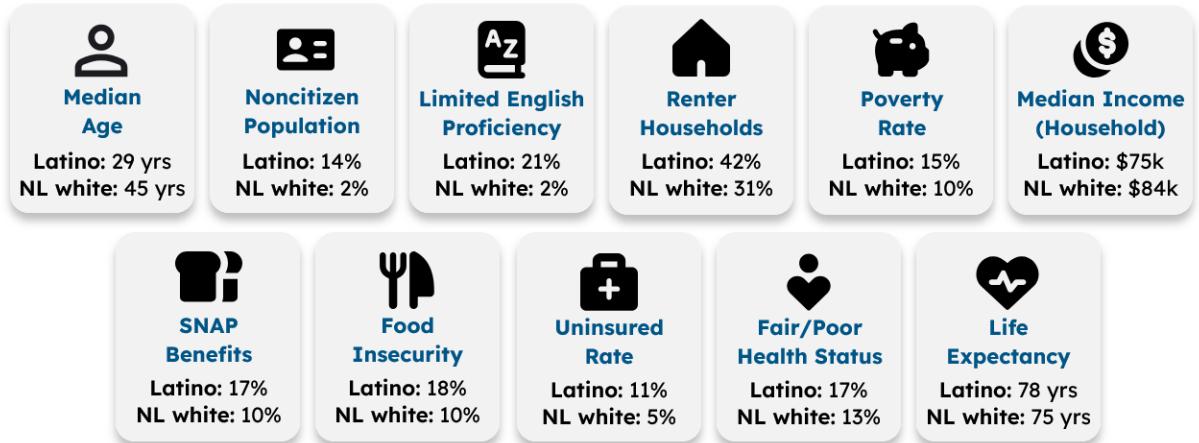 AZ
Median
Age
Latino: 29 yrs
NL white: 45 yrs
Noncitizen
Population
Latino: 14%
NL white: 2%
Limited English
Proficiency
Latino: 21%
NL white: 2%
Renter
Households
Latino: 42%
NL white: 31%
Poverty
Rate
Latino: 15%
NL white: 10%
$
Median Income
(Household)
Latino: $75k
NL white: $84k
SNAP
Benefits
Latino: 17%
NL white: 10%
Food
Insecurity
Latino: 18%
NL white: 10%
Uninsured
Rate
Latino: 11%
NL white: 5%
Fair/Poor
Health Status
Latino: 17%
NL white: 13%
Life
Expectancy
Latino: 78 yrs
NL white: 75 yrs